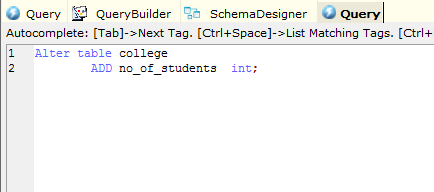 Query QueryBuilder SchemaDesigner Query
Autocomplete: [Tab]->Next Tag. [Ctrl+Space]->List Matching Tags. [Ctrl+
1 Alter table college
2 ADD no_of_students int;